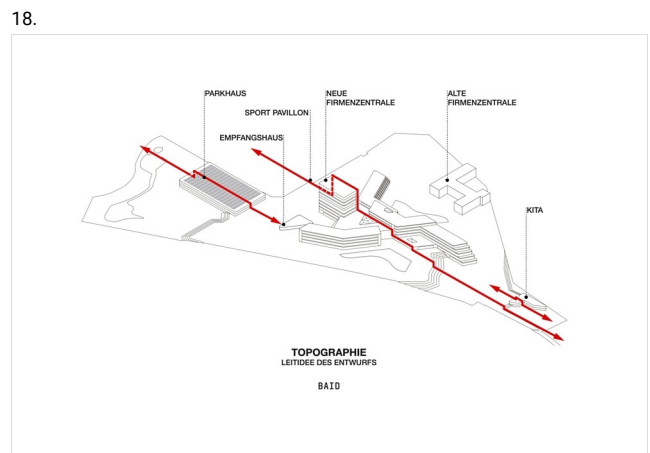 18.
PARKHAUS
SPORT PAVILLON
EMPFANGSHAUS
NEUE
FIRMENZENTRALE
ALTE
FIRMENZENTRALE
KITA
TOPOGRAPHIE
LEITIDEE DES ENTWURFS
BAID